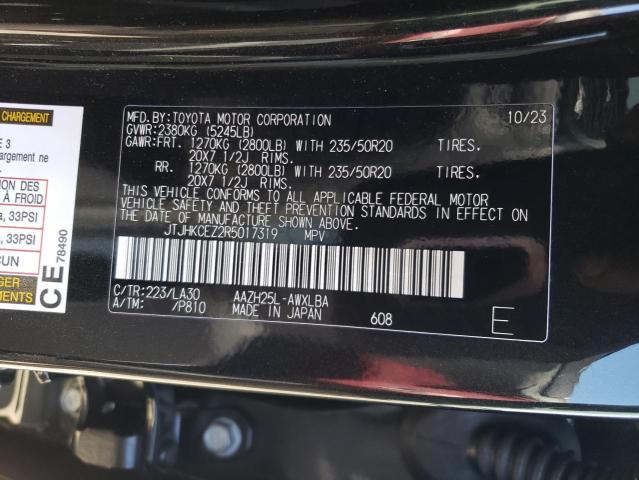 MFD.BY:TOYOTA MOTOR CORPORATION 10/23
GVWR:2380KG (5245LB)
GAWR:FRT. 1270KG (2800LB) WITH 235/50R20 TIRES.
20X7 1/2J RIMS.
RR. 1270KG (2800LB) WITH 235/50R20 TIRES.
20X7 1/2J RIMS.
THIS VEHICLE CONFORMS TO ALL APPLICABLE FEDERAL MOTOR
VEHICLE SAFETY AND THEFT PREVENTION STANDARDS IN EFFECT ON
THE DATE OF MANUFACTURE SHOWN ABOVE.
JTJHKCEZ2R5017319 MPV
C/TR:223/LA30 AAZH25L-AWXLBA
A/TM: /P810 MADE IN JAPAN 608 E
CHARGEMENT
E 3
argement ne
ION DES
À FROID
a, 33PSI
s, 33PSI
CUN
GER
EMENTS
CE 78490